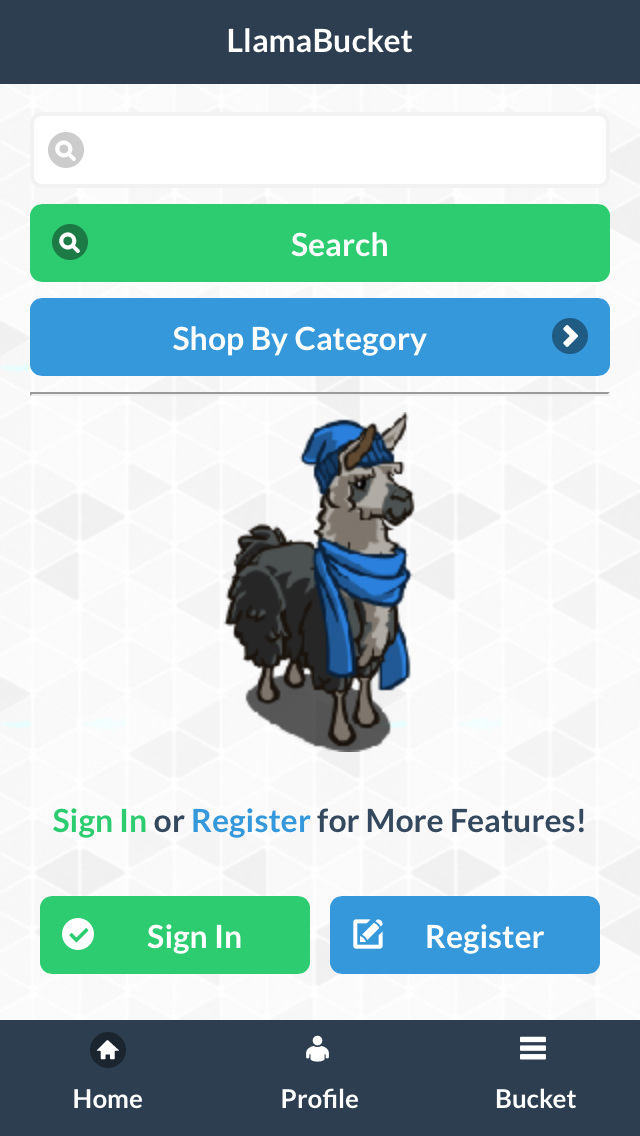 LlamaBucket
Search
Shop By Category
Sign In or Register for More Features!
Sign In
Register
Home
Profile
Bucket